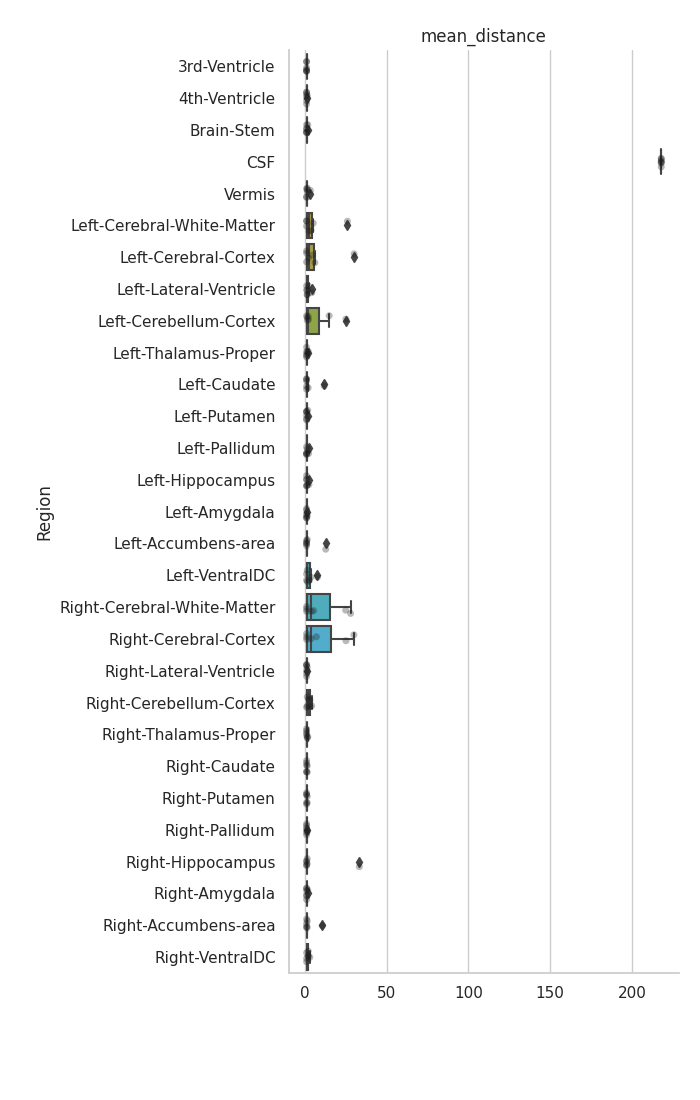 mean_distance
3rd-Ventricle
4th-Ventricle
Brain-Stem
CSF
Vermis
Left-Cerebral-White-Matter
Left-Cerebral-Cortex
Left-Lateral-Ventricle
Left-Cerebellum-Cortex
Left-Thalamus-Proper
Left-Caudate
Left-Putamen
Left-Pallidum
Left-Hippocampus
Left-Amygdala
Left-Accumbens-area
Left-VentralDC
Right-Cerebral-White-Matter
Right-Cerebral-Cortex
Right-Lateral-Ventricle
Right-Cerebellum-Cortex
Right-Thalamus-Proper
Right-Caudate
Right-Putamen
Right-Pallidum
Right-Hippocampus
Right-Amygdala
Right-Accumbens-area
Right-VentralDC
Region
0 50 100 150 200